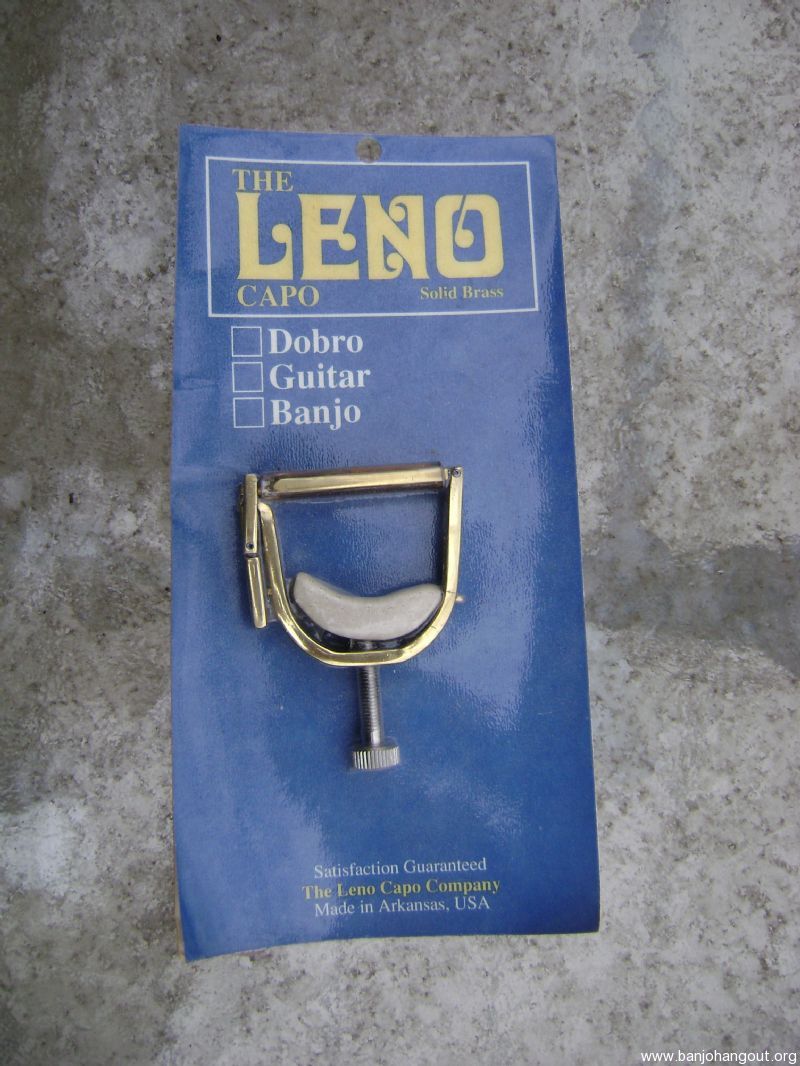 THE
LENO
CAPO Solid Brass
Dobro
Guitar
Banjo
Satisfaction Guaranteed
The Leno Capo Company
Made in Arkansas, USA
www.banjohangout.org